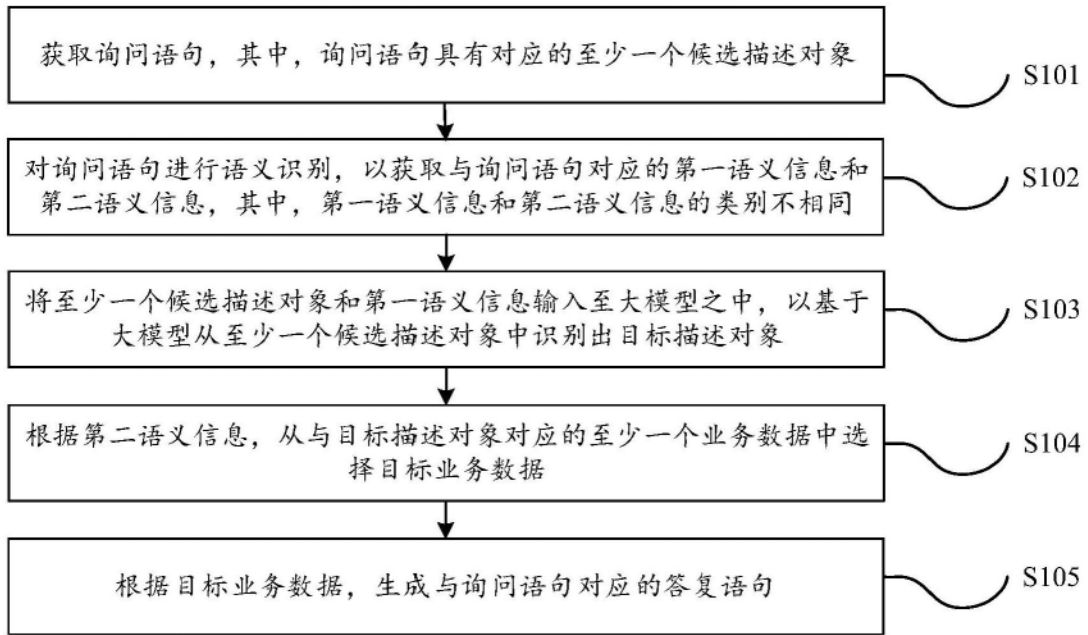 获取询问语句，其中，询问语句具有对应的至少一个候选描述对象
S101
对询问语句进行语义识别，以获取与询问语句对应的第一语义信息和
第二语义信息，其中，第一语义信息和第二语义信息的类别不相同
S102
将至少一个候选描述对象和第一语义信息输入至大模型之中，以基于
大模型从至少一个候选描述对象中识别出目标描述对象
S103
根据第二语义信息，从与目标描述对象对应的至少一个业务数据中选
择目标业务数据
S104
根据目标业务数据，生成与询问语句对应的答复语句
S105